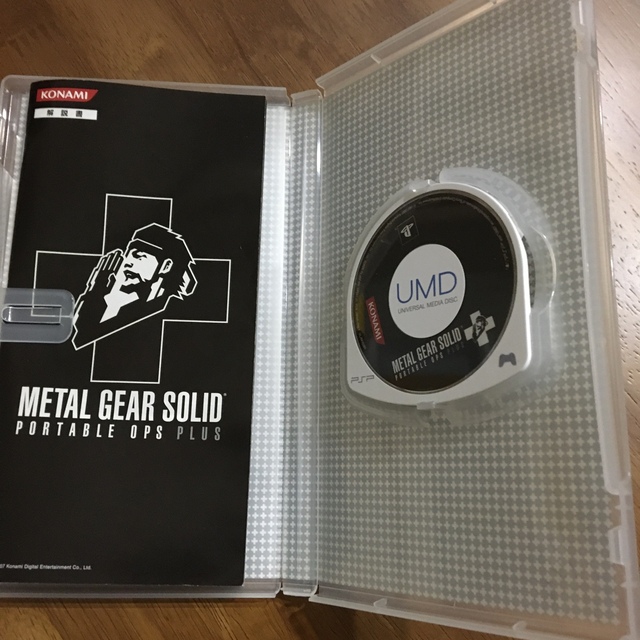 KONAMI
解説書
METAL GEAR SOLID
PORTABLE OPS PLUS
07 Konami Digital Entertainment Co., Ltd.
UMD
UNIVERSAL MEDIA DISC
KONAMI
METAL GEAR SOLID
PORTABLE OPS PLUS
PSP